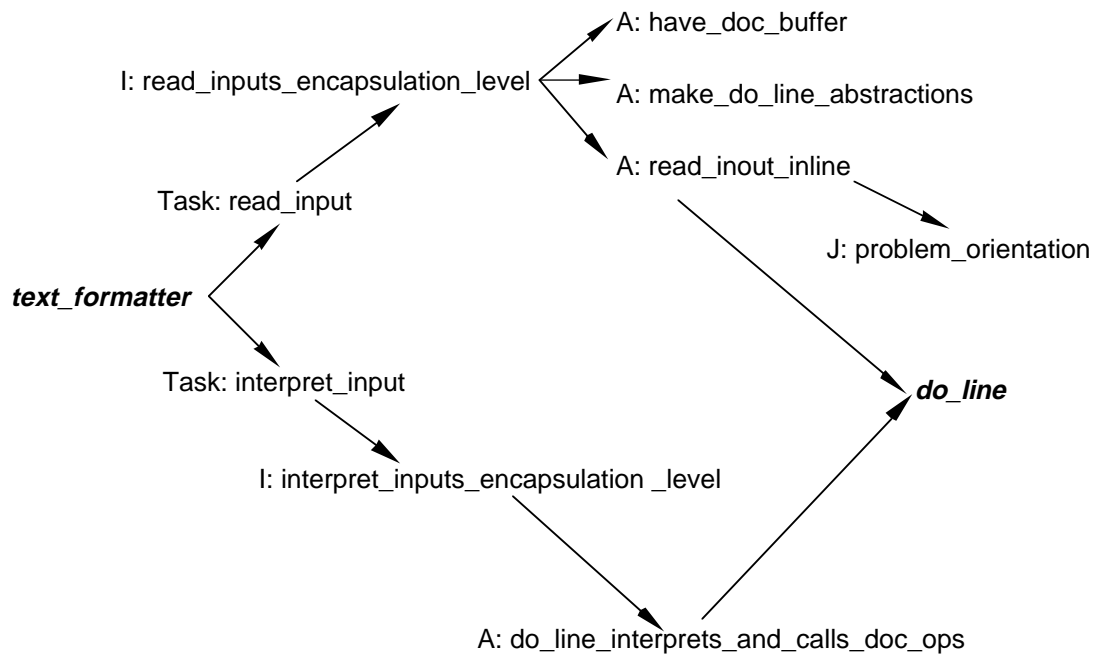 A: have_doc_buffer
I: read_inputs_encapsulation_level
A: make_do_line_abstractions
A: read_inout_inline
Task: read_input
J: problem_orientation
text_formatter
Task: interpret_input
do_line
I: interpret_inputs_encapsulation _level
A: do_line_interprets_and_calls_doc_ops